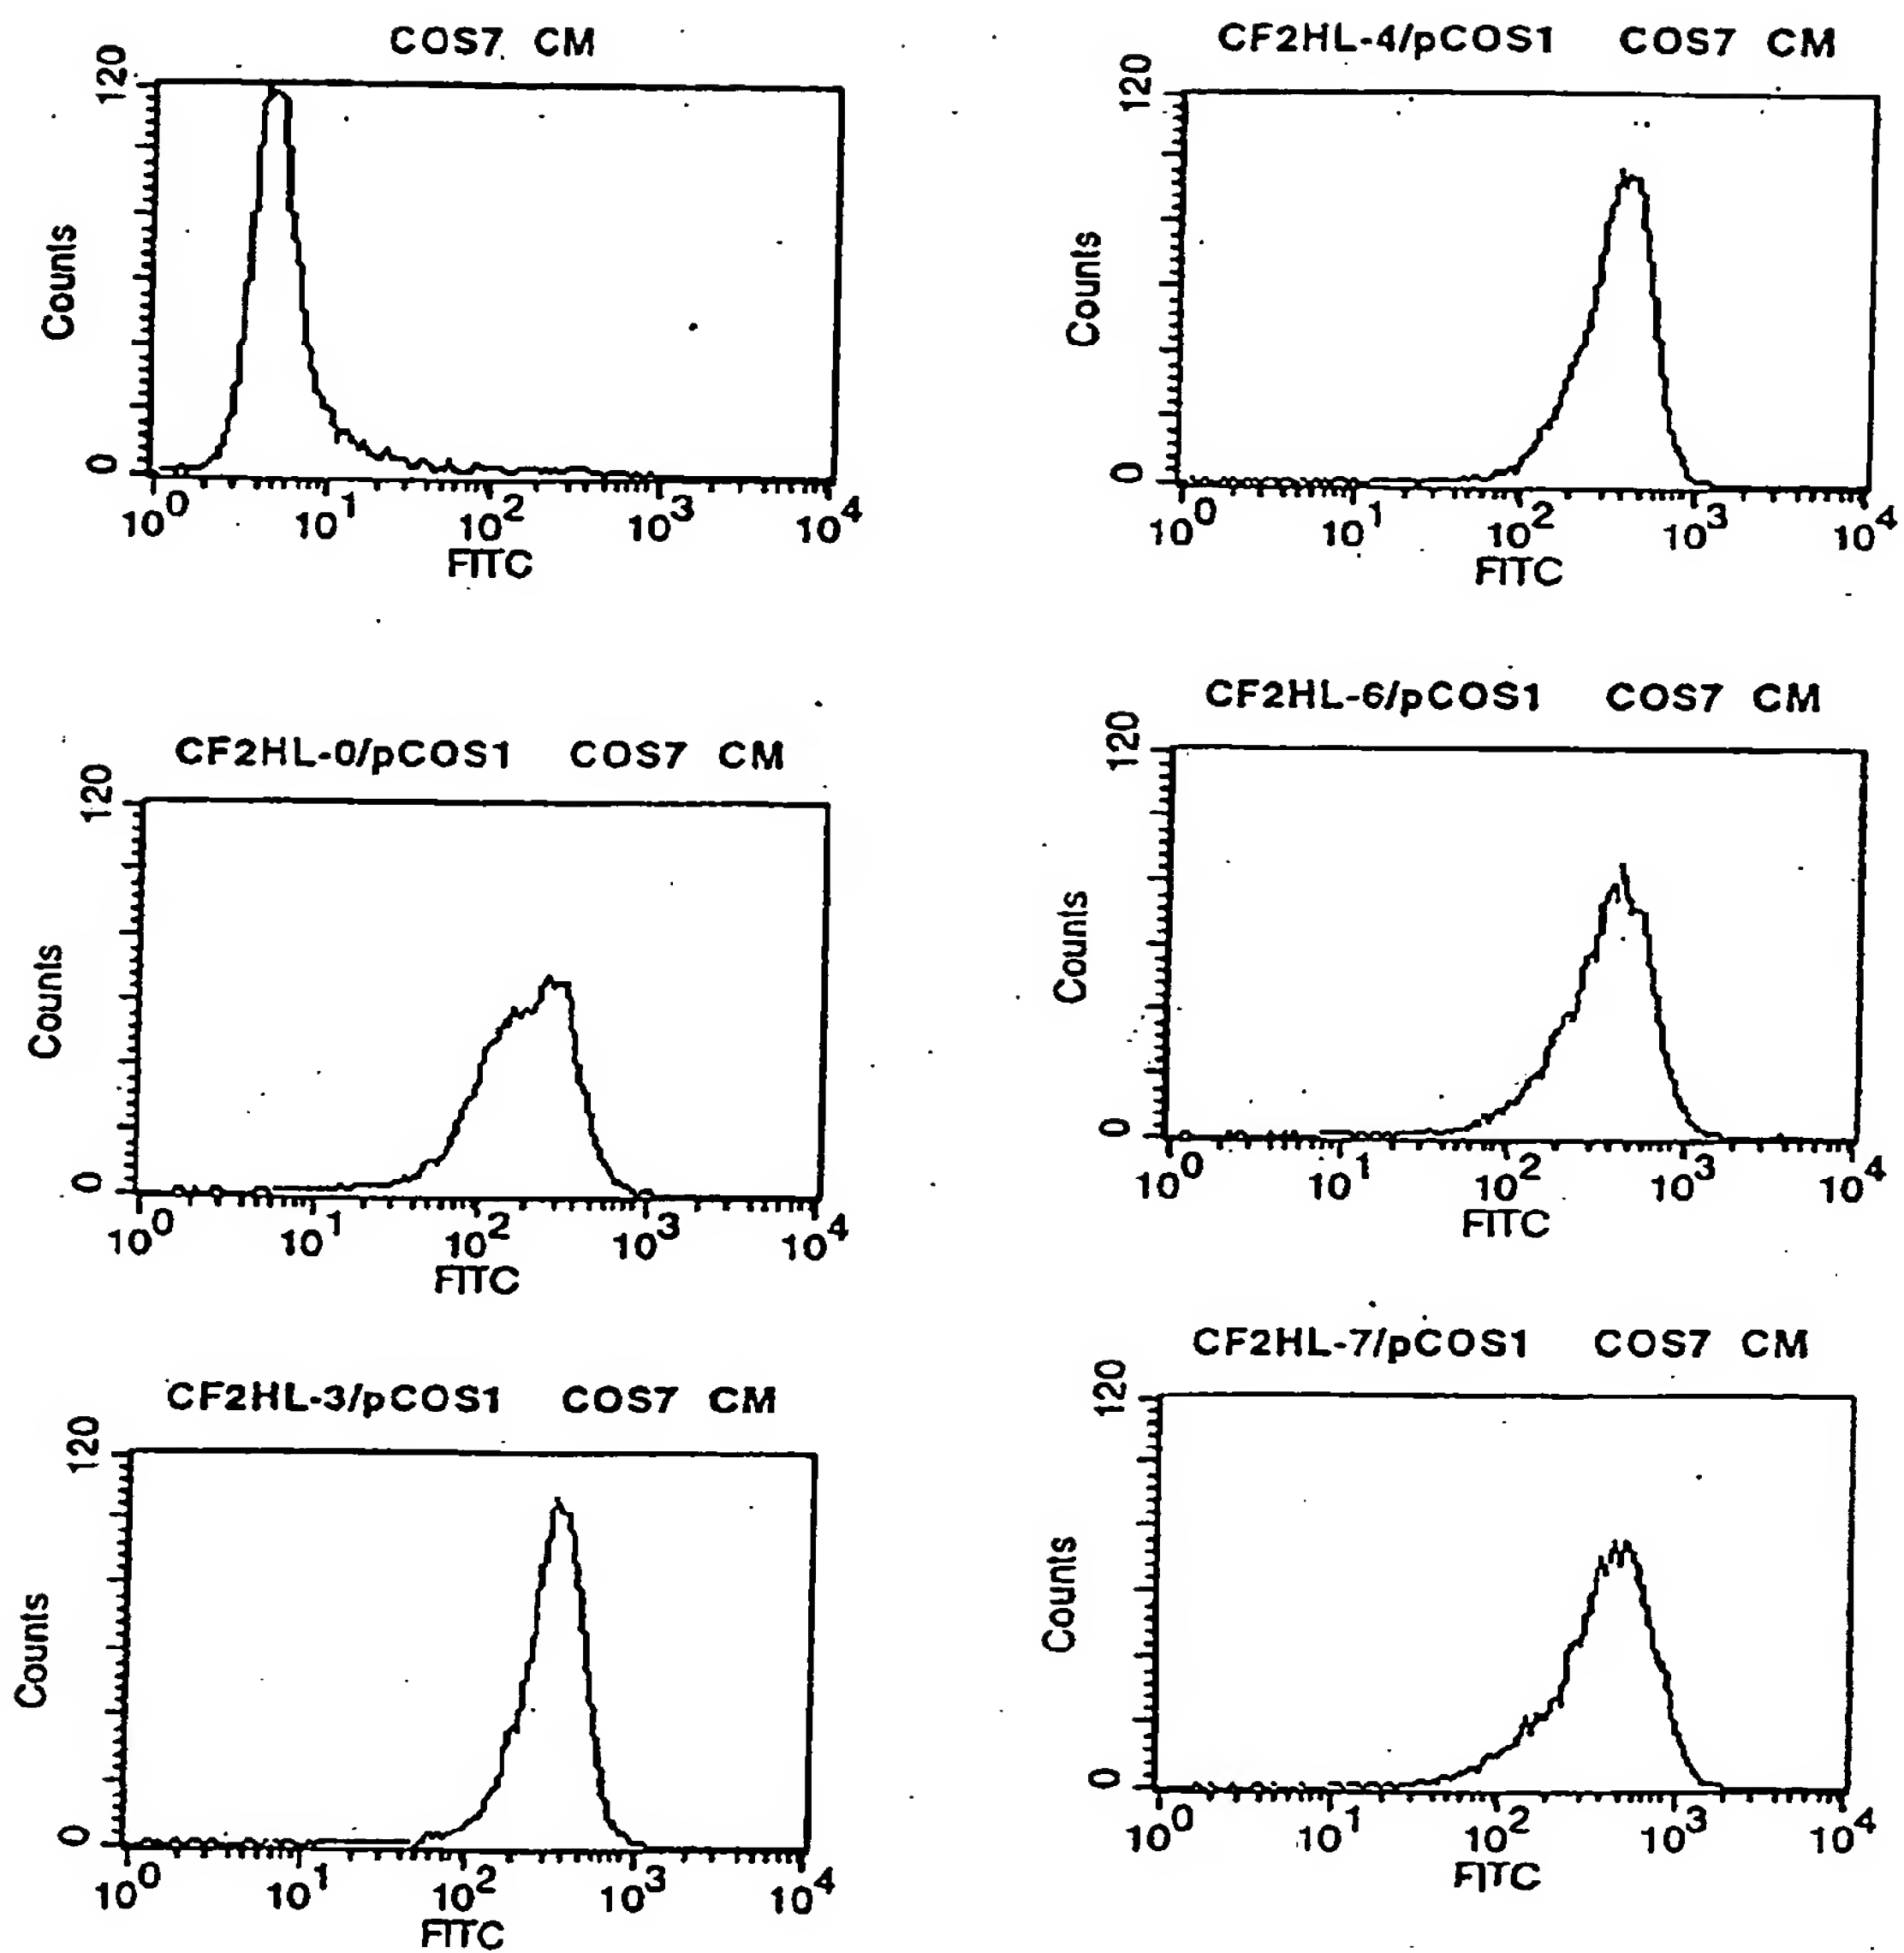 COS7 CM
120
Counts
0
10^0 10^1 10^2 10^3 10^4
FITC
CF2HL-0/pCOS1 COS7 CM
120
Counts
0
10^0 10^1 10^2 10^3 10^4
FITC
CF2HL-3/pCOS1 COS7 CM
120
Counts
0
10^0 10^1 10^2 10^3 10^4
FITC
CF2HL-4/pCOS1 COS7 CM
120
Counts
0
10^0 10^1 10^2 10^3 10^4
FITC
CF2HL-6/pCOS1 COS7 CM
120
Counts
0
10^0 10^1 10^2 10^3 10^4
FITC
CF2HL-7/pCOS1 COS7 CM
120
Counts
0
10^0 10^1 10^2 10^3 10^4
FITC